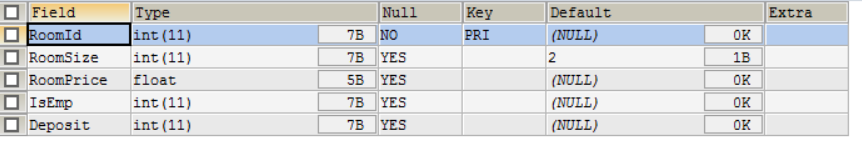 Field Type Null Key Default Extra
RoomId int(11) 7B NO PRI (NULL) 0K
RoomSize int(11) 7B YES 2 1B
RoomPrice float 5B YES (NULL) 0K
IsEmp int(11) 7B YES (NULL) 0K
Deposit int(11) 7B YES (NULL) 0K